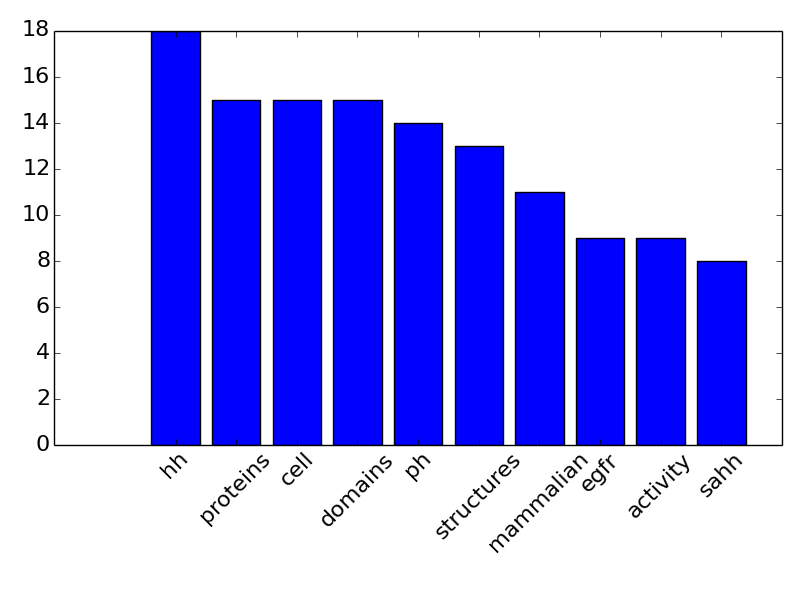 18
16
14
12
10
8
6
4
2
0
hh
proteins
cell
domains
ph
structures
mammalian
egfr
activity
sahh